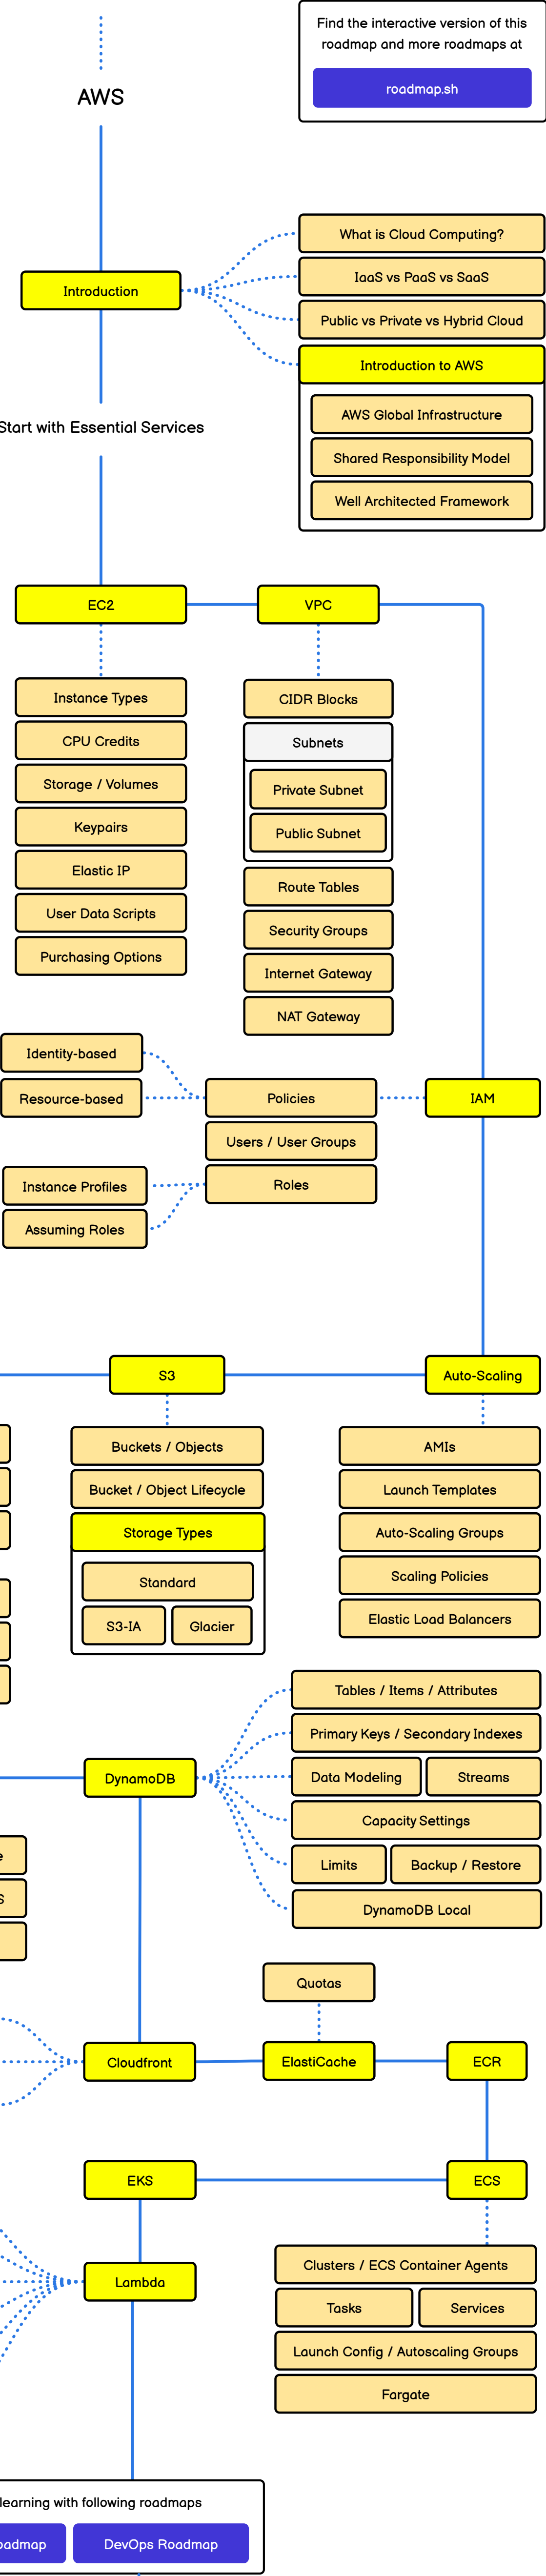 Find the interactive version of this
roadmap and more roadmaps at
roadmap.sh
AWS
What is Cloud Computing?
IaaS vs PaaS vs SaaS
Introduction
Public vs Private vs Hybrid Cloud
Introduction to AWS
AWS Global Infrastructure
Start with Essential Services
Shared Responsibility Model
Well Architected Framework
EC2
VPC
Instance Types
CPU Credits
Storage / Volumes
Keypairs
Elastic IP
User Data Scripts
Purchasing Options
CIDR Blocks
Subnets
Private Subnet
Public Subnet
Route Tables
Security Groups
Internet Gateway
NAT Gateway
Identity-based
Resource-based
Policies
IAM
Users / User Groups
Instance Profiles
Roles
Assuming Roles
S3
Auto-Scaling
Buckets / Objects
Bucket / Object Lifecycle
Storage Types
Standard
S3-IA
Glacier
AMIs
Launch Templates
Auto-Scaling Groups
Scaling Policies
Elastic Load Balancers
Tables / Items / Attributes
Primary Keys / Secondary Indexes
DynamoDB
Data Modeling
Streams
Capacity Settings
Limits
Backup / Restore
DynamoDB Local
Quotas
Cloudfront
ElastiCache
ECR
EKS
ECS
Lambda
Clusters / ECS Container Agents
Tasks
Services
Launch Config / Autoscaling Groups
Fargate
learning with following roadmaps
DevOps Roadmap